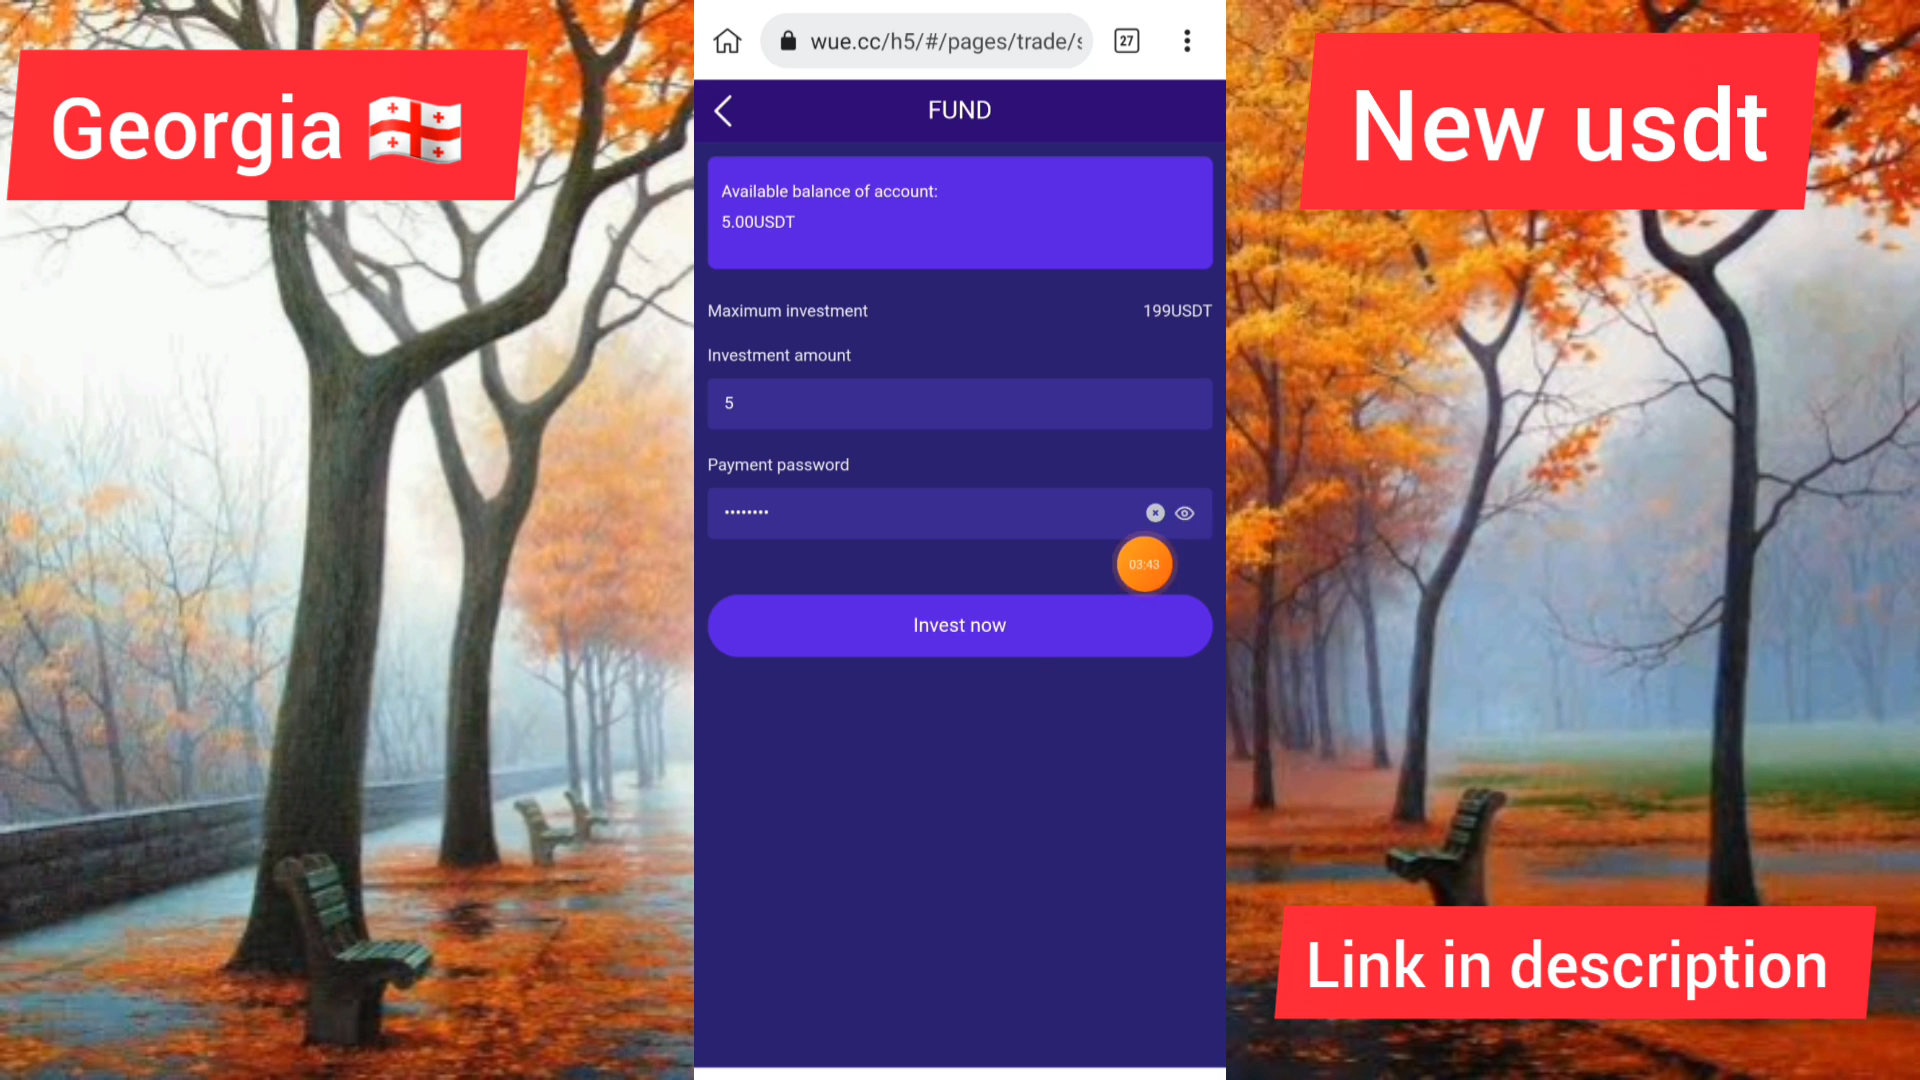 Georgia 🇬🇪
New usdt
wue.cc/h5/#/pages/trade/s
27
FUND
Available balance of account:
5.00USDT
Maximum investment 199USDT
Investment amount
5
Payment password
••••••••
03:43
Invest now
Link in description